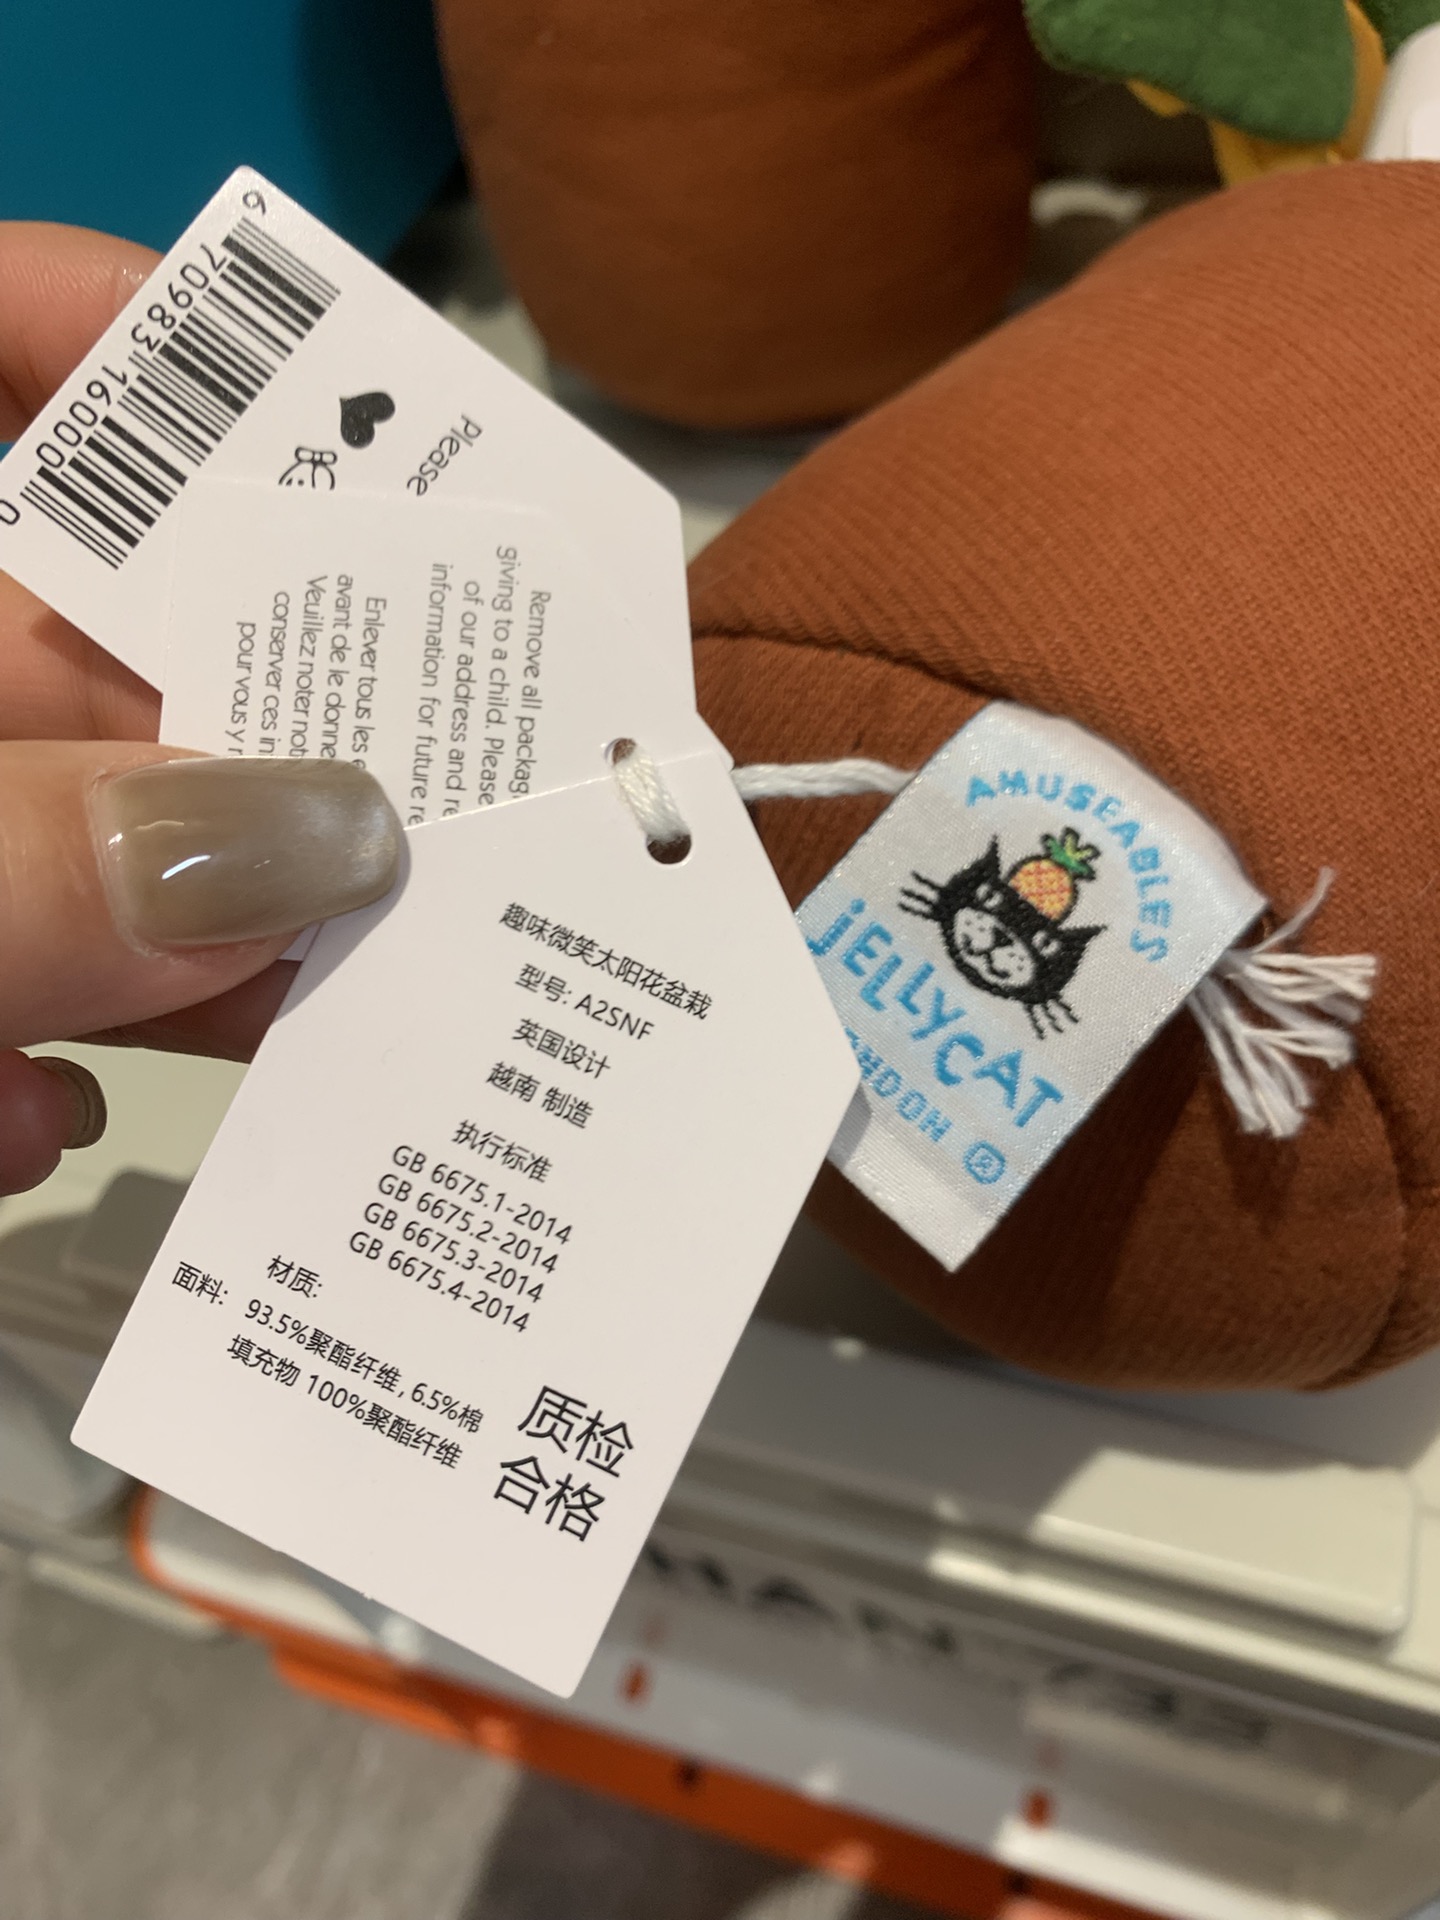 6 70983 16000 0
Please
Remove all packag
giving to a child. Please
of our address and re
information for future re
Enlever tous les e
avant de le donne
Veuillez noter not
conserver ces in
pour vous y r
趣味微笑太阳花盆栽
型号: A2SNF
英国设计
越南 制造
执行标准
GB 6675.1-2014
GB 6675.2-2014
GB 6675.3-2014
GB 6675.4-2014
材质:
面料: 93.5%聚酯纤维, 6.5%棉
填充物 100%聚酯纤维
质检
合格
AMUSEABLES
JELLYCAT
ONDON ®